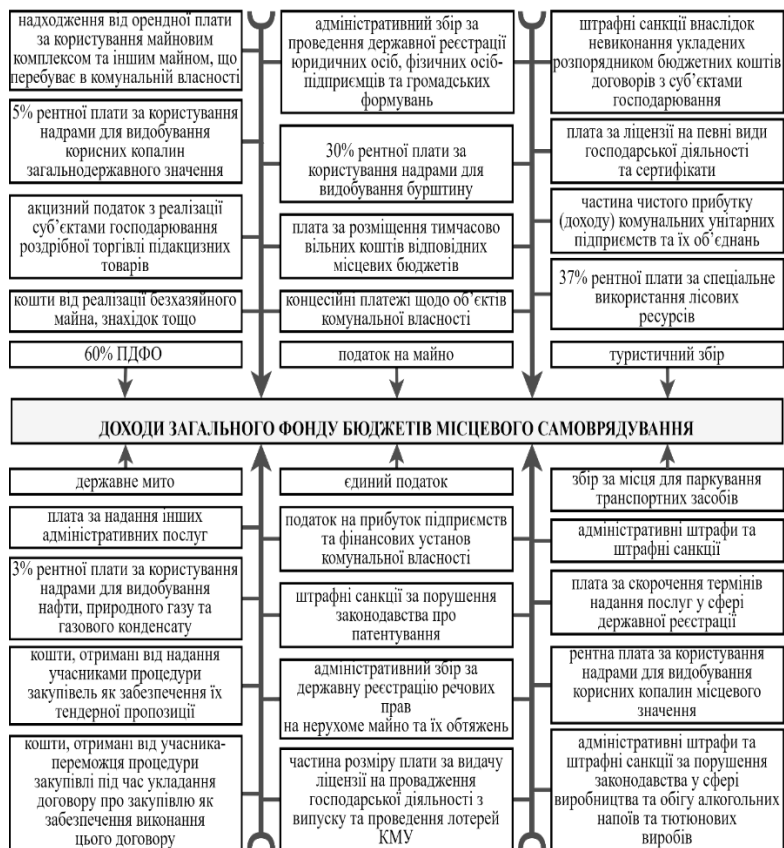 надходження від орендної плати
за користування майновим
комплексом та іншим майном, що
перебуває в комунальній власності
5% рентної плати за користування
надрами для видобування
корисних копалин
загальнодержавного значення
акцизний податок з реалізації
суб’єктами господарювання
роздрібної торгівлі підакцизних
товарів
кошти від реалізації безхазяйного
майна, знахідок тощо
60% ПДФО
адміністративний збір за
проведення державної реєстрації
юридичних осіб, фізичних осіб-
підприємців та громадських
формувань
30% рентної плати за
користування надрами для
видобування бурштину
плата за розміщення тимчасово
вільних коштів відповідних
місцевих бюджетів
концесійні платежі щодо об’єктів
комунальної власності
податок на майно
штрафні санкції внаслідок
невиконання укладених
розпорядником бюджетних коштів
договорів з суб’єктами
господарювання
плата за ліцензії на певні види
господарської діяльності
та сертифікати
частина чистого прибутку
(доходу) комунальних унітарних
підприємств та їх об’єднань
37% рентної плати за спеціальне
використання лісових
ресурсів
туристичний збір
ДОХОДИ ЗАГАЛЬНОГО ФОНДУ БЮДЖЕТІВ МІСЦЕВОГО САМОВРЯДУВАННЯ
державне мито
плата за надання інших
адміністративних послуг
3% рентної плати за користування
надрами для видобування
нафти, природного газу та
газового конденсату
кошти, отримані від надання
учасниками процедури
закупівель як забезпечення їх
тендерної пропозиції
кошти, отримані від учасника-
переможця процедури
закупівлі під час укладання
договору про закупівлю як
забезпечення виконання
цього договору
єдиний податок
податок на прибуток підприємств
та фінансових установ
комунальної власності
штрафні санкції за порушення
законодавства про
патентування
адміністративний збір за
державну реєстрацію речових
прав
на нерухоме майно та їх обтяжень
частина розміру плати за видачу
ліцензії на провадження
господарської діяльності з
випуску та проведення лотерей
КМУ
збір за місця для паркування
транспортних засобів
адміністративні штрафи та
штрафні санкції
плата за скорочення термінів
надання послуг у сфері
державної реєстрації
рентна плата за користування
надрами для видобування
корисних копалин місцевого
значення
адміністративні штрафи та
штрафні санкції за порушення
законодавства у сфері
виробництва та обігу алкогольних
напоїв та тютюнових
виробів